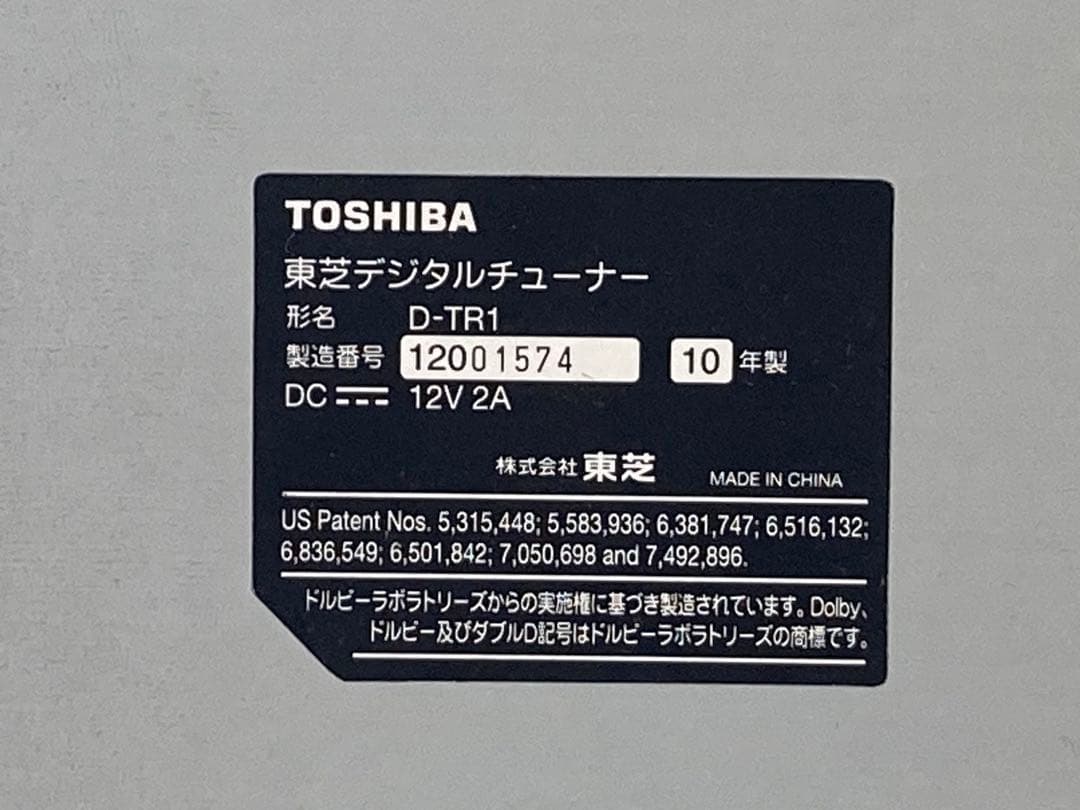 TOSHIBA
東芝デジタルチューナー
形名 D-TR1
製造番号 12001574 10 年製
DC 12V 2A
株式会社 東芝 MADE IN CHINA
US Patent Nos. 5,315,448; 5,583,936; 6,381,747; 6,516,132;
6,836,549; 6,501,842; 7,050,698 and 7,492,896.
ドルビーラボラトリーズからの実施権に基づき製造されています。Dolby、
ドルビー及びダブルD記号はドルビーラボラトリーズの商標です。